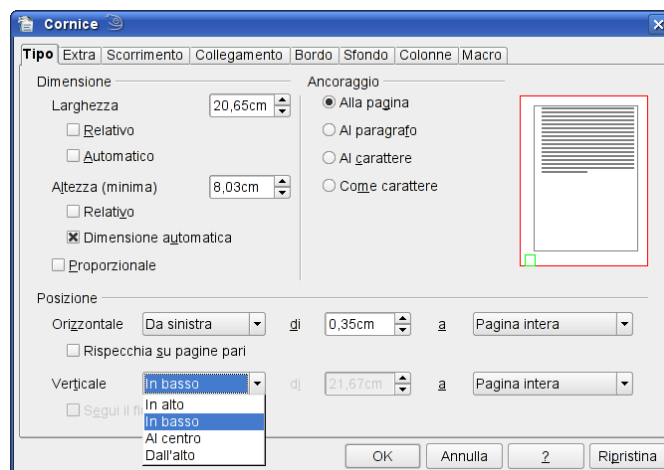 Cornice
Tipo Extra Scorrimento Collegamento Bordo Sfondo Colonne Macro
Dimensione
Larghezza 20,65cm
Relativo
Automatico
Altezza (minima) 8,03cm
Relativo
Dimensione automatica
Proporzionale
Ancoraggio
Alla pagina
Al paragrafo
Al carattere
Come carattere
Posizione
Orizzontale Da sinistra di 0,35cm a Pagina intera
Rispecchia su pagine pari
Verticale In basso di 21,67cm a Pagina intera
Segui il
In alto
In basso
Al centro
Dall'alto
OK Annulla ? Ripristina